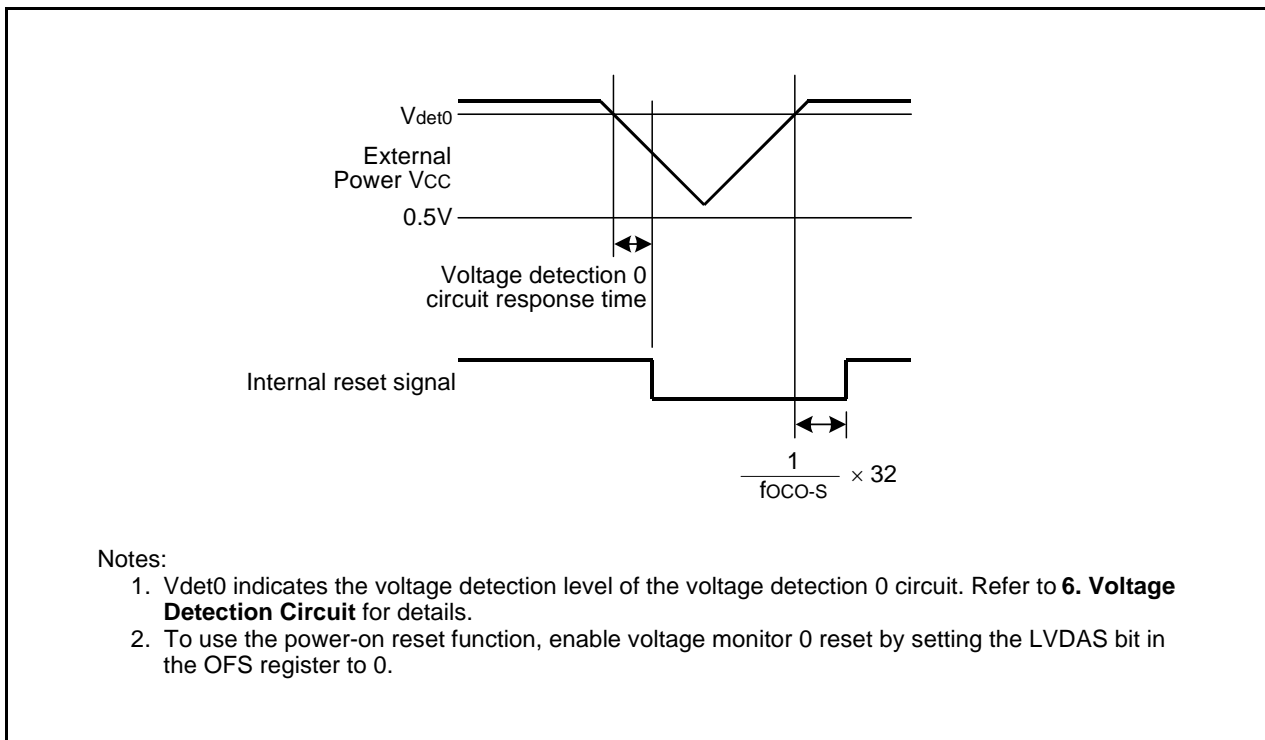 Vdet0
External
Power VCC
0.5V
Voltage detection 0
circuit response time
Internal reset signal
1
fOCO-S
× 32
Notes:
1. Vdet0 indicates the voltage detection level of the voltage detection 0 circuit. Refer to 6. Voltage
Detection Circuit for details.
2. To use the power-on reset function, enable voltage monitor 0 reset by setting the LVDAS bit in
the OFS register to 0.